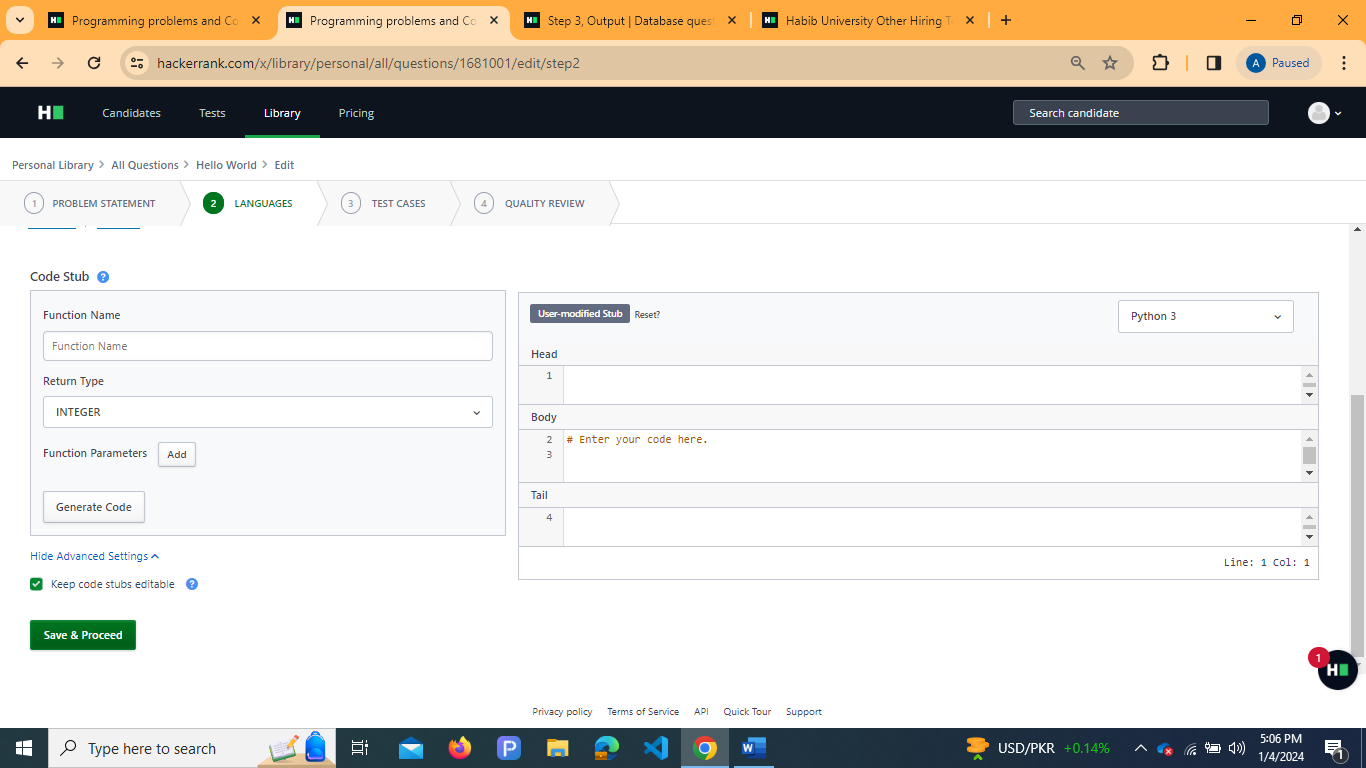 Programming problems and Co
Programming problems and Co
Step 3, Output | Database quest
Habib University Other Hiring T
hackerrank.com/x/library/personal/all/questions/1681001/edit/step2
A Paused
H
Candidates
Tests
Library
Pricing
Search candidate
Personal Library > All Questions > Hello World > Edit
1 PROBLEM STATEMENT
2 LANGUAGES
3 TEST CASES
4 QUALITY REVIEW
Code Stub ?
Function Name
Function Name
Return Type
INTEGER
Function Parameters Add
Generate Code
Hide Advanced Settings
Keep code stubs editable ?
Save & Proceed
User-modified Stub Reset?
Python 3
Head
1
Body
2 # Enter your code here.
3
Tail
4
Line: 1 Col: 1
1
H
Privacy policy Terms of Service API Quick Tour Support
Type here to search
USD/PKR +0.14%
5:06 PM
1/4/2024
1